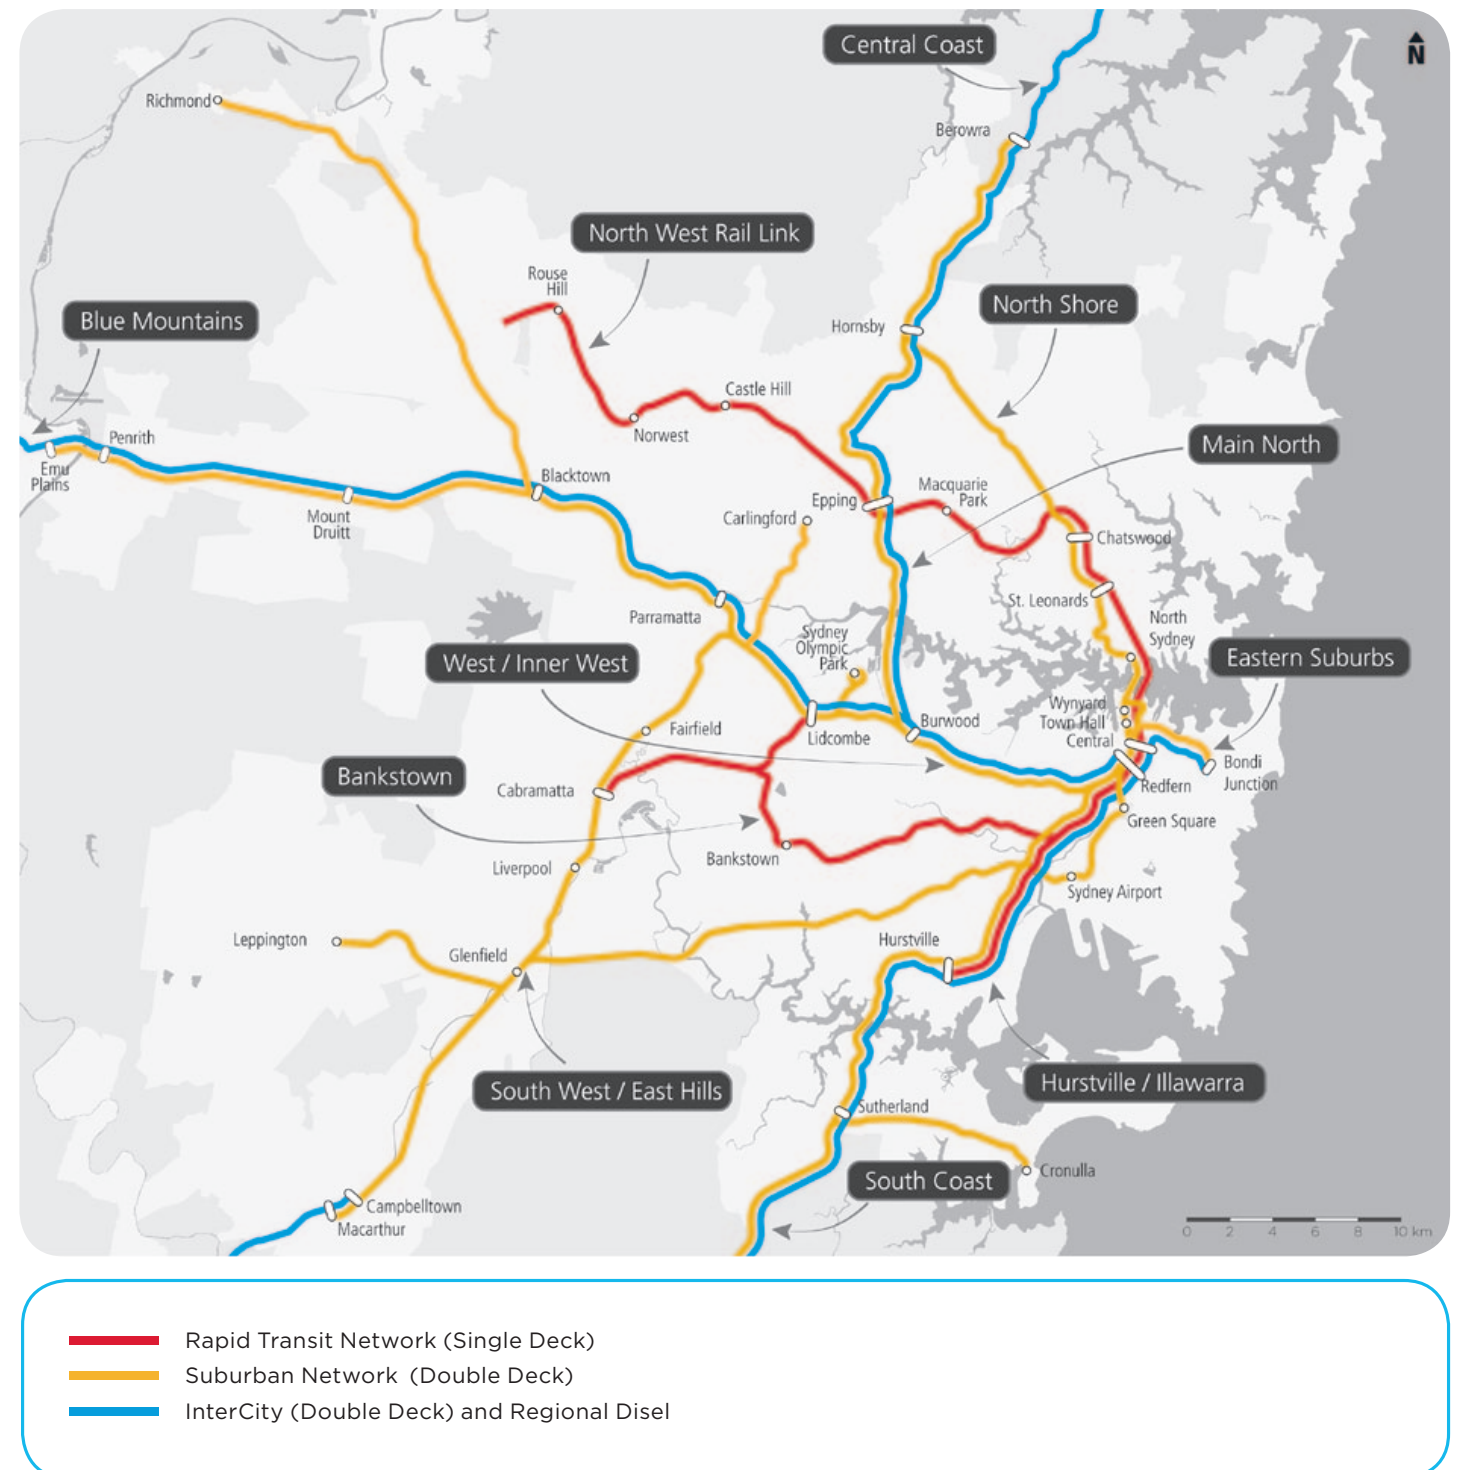 Central Coast
N
Richmond
Berowra
North West Rail Link
Rouse
Hill
North Shore
Blue Mountains
Hornsby
Castle Hill
Norwest
Penrith
Main North
Emu
Plains
Blacktown
Macquarie
Park
Epping
Mount
Druitt
Carlingford
Chatswood
St. Leonards
Parramatta
North
Sydney
Sydney
Olympic
Park
West / Inner West
Eastern Suburbs
Wynyard
Town Hall
Central
Fairfield
Lidcombe
Burwood
Bondi
Junction
Bankstown
Cabramatta
Redfern
Green Square
Bankstown
Liverpool
Sydney Airport
Leppington
Glenfield
Hurstville
South West / East Hills
Hurstville / Illawarra
Sutherland
Cronulla
South Coast
Campbelltown
Macarthur
0 2 4 6 8 10 km
Rapid Transit Network (Single Deck)
Suburban Network (Double Deck)
InterCity (Double Deck) and Regional Disel